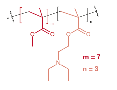 O O O O
m = 7
N
n = 3